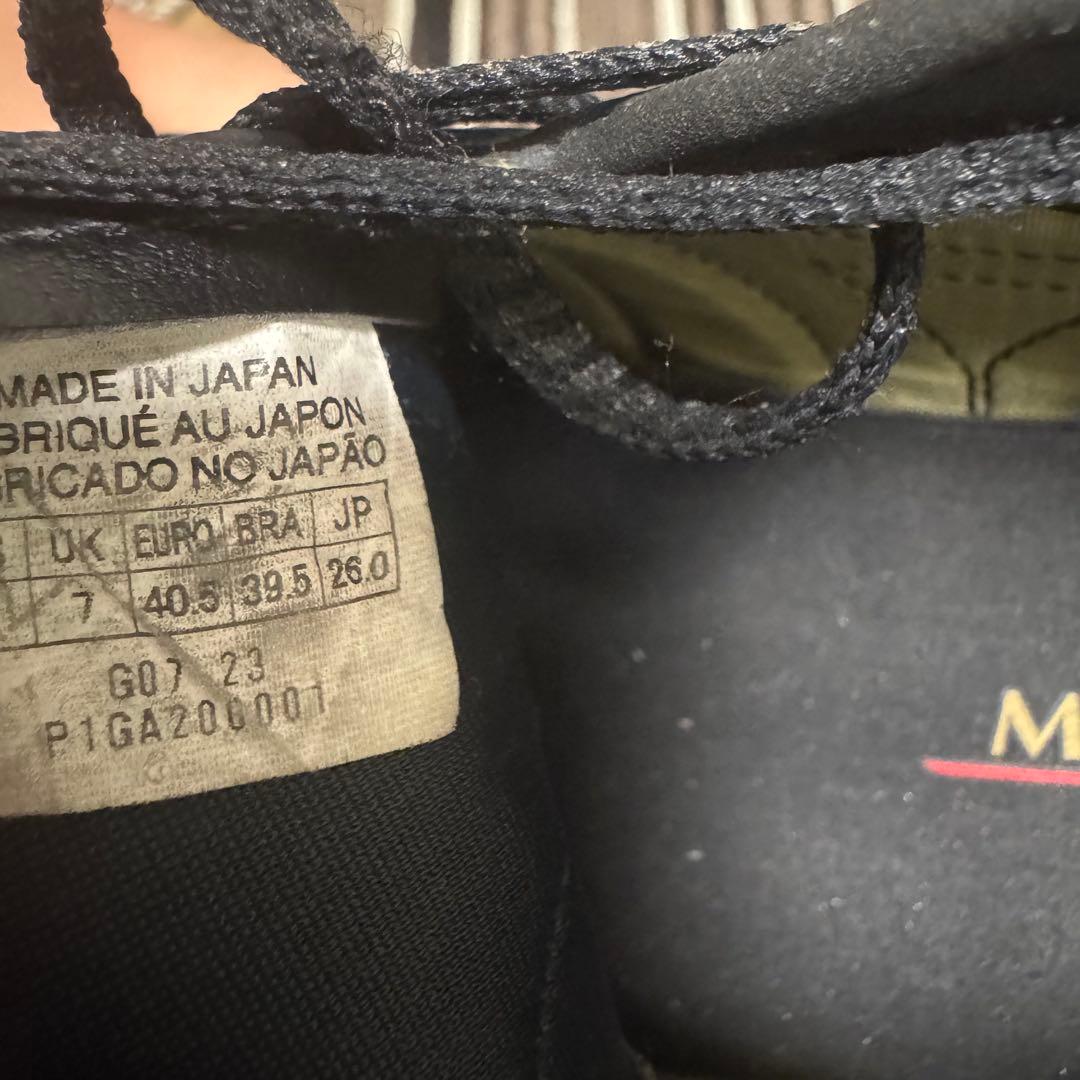 MADE IN JAPAN
BRIQUÉ AU JAPON
BRICADO NO JAPÃO
S UK EURO BRA JP
7 40.5 39.5 26.0
G07 23
P1GA200001
M